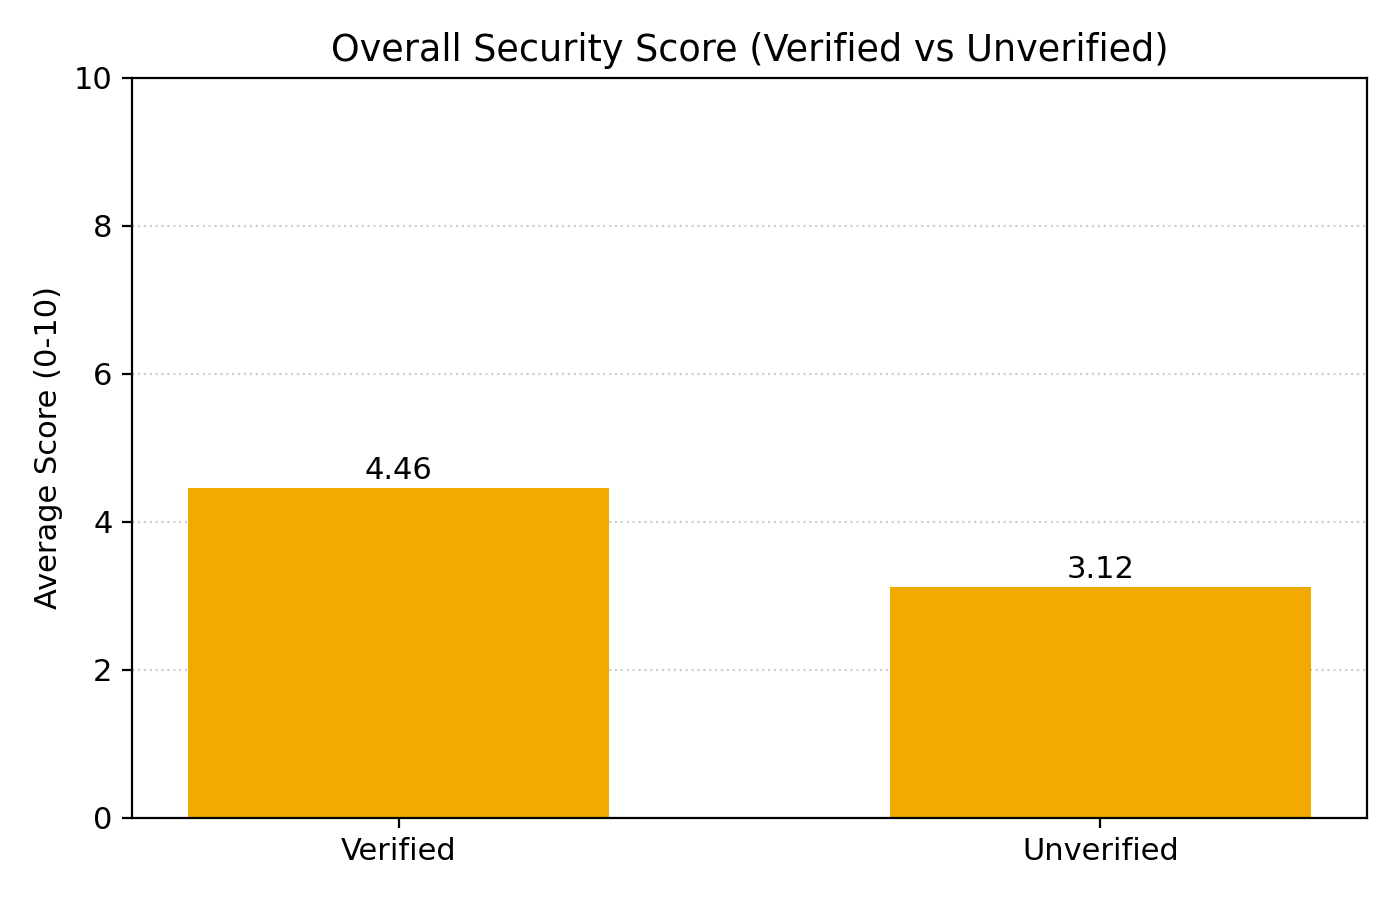 Overall Security Score (Verified vs Unverified)
10
8
6
4
2
0
Average Score (0-10)
4.46
3.12
Verified
Unverified